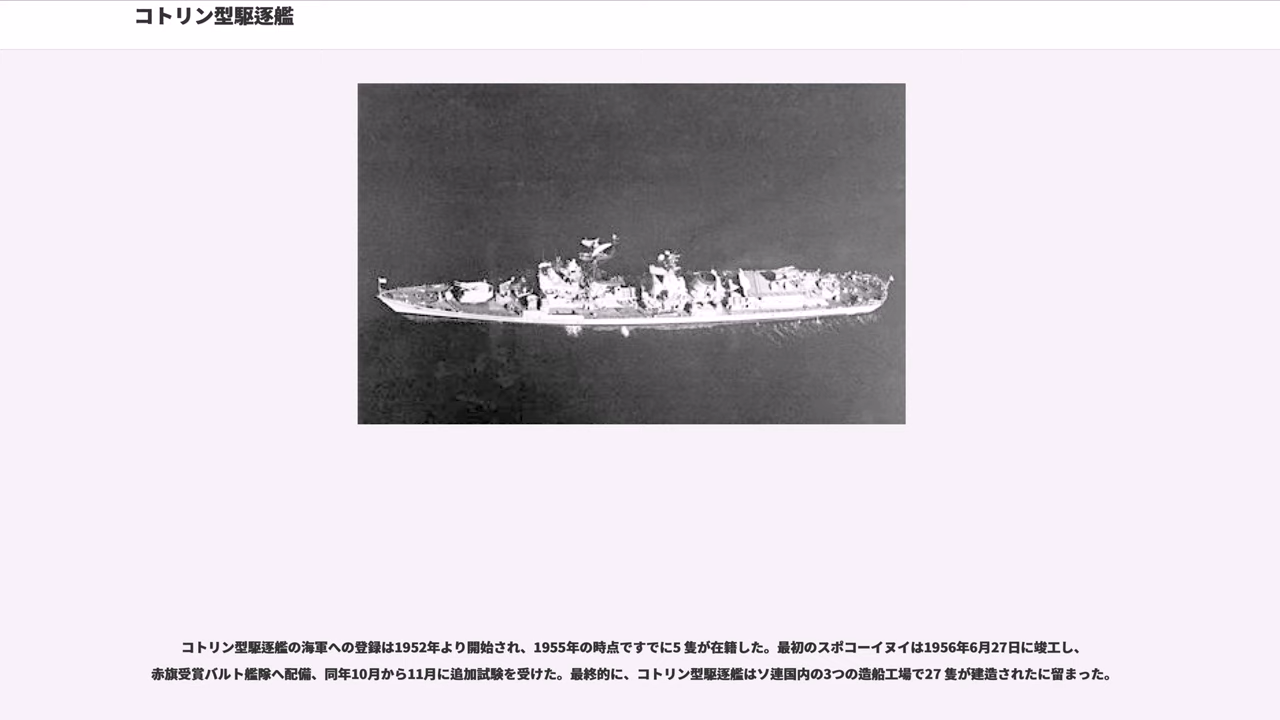 コトリン型駆逐艦
コトリン型駆逐艦の海軍への登録は1952年より開始され、1955年の時点ですでに5 隻が在籍した。最初のスポコーイヌイは1956年6月27日に竣工し、
赤旗受賞バルト艦隊へ配備、同年10月から11月に追加試験を受けた。最終的に、コトリン型駆逐艦はソ連国内の3つの造船工場で27 隻が建造されたに留まった。